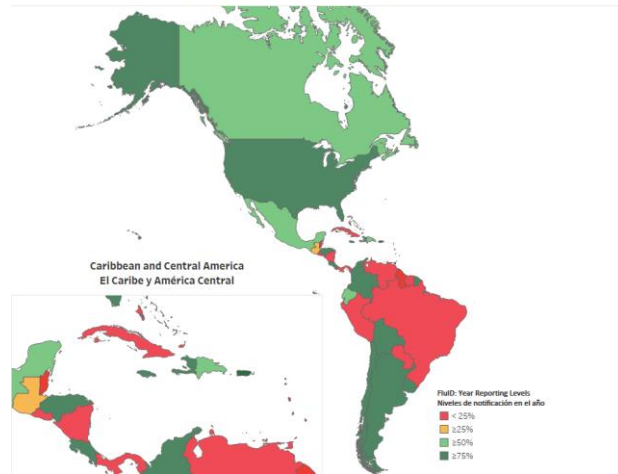 Caribbean and Central America
El Caribe y América Central
FluID: Year Reporting Levels
Niveles de notificación en el año
< 25%
≥25%
≥50%
≥75%